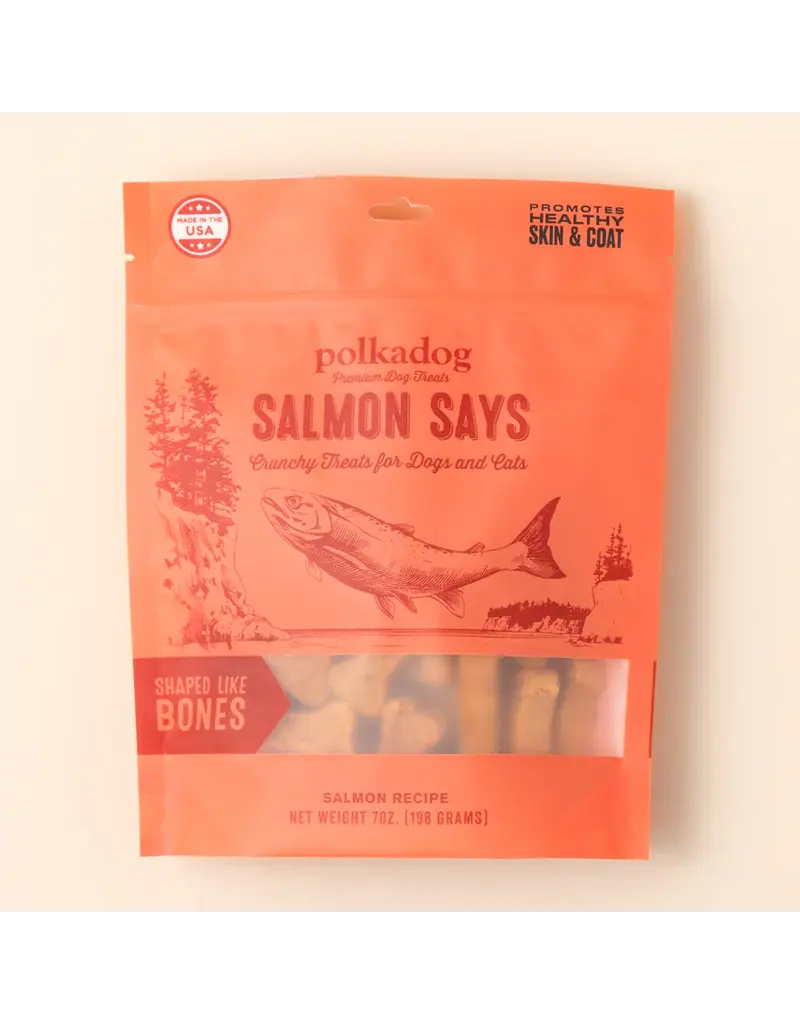 MADE IN THE
USA
PROMOTES
HEALTHY
SKIN & COAT
polkadog
Premium Dog Treats
SALMON SAYS
Crunchy Treats for Dogs and Cats
SHAPED LIKE
BONES
SALMON RECIPE
NET WEIGHT 7OZ. (198 GRAMS)